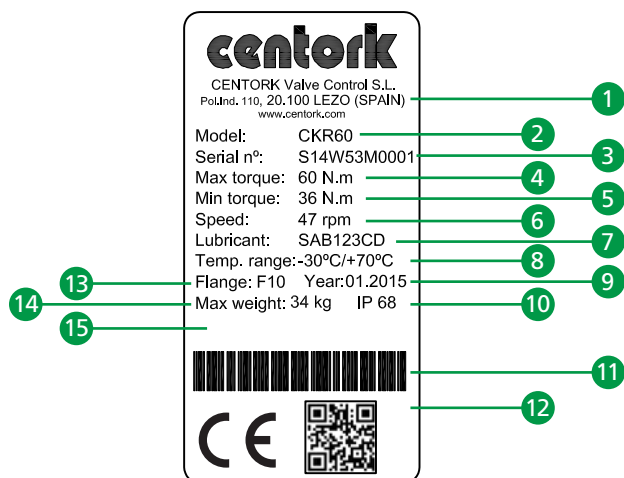 centork
CENTORK Valve Control S.L.
Pol.Ind. 110, 20.100 LEZO (SPAIN)
www.centork.com
1
Model: CKR60
2
Serial nº: S14W53M0001
3
Max torque: 60 N.m
4
Min torque: 36 N.m
5
Speed: 47 rpm
6
Lubricant: SAB123CD
7
Temp. range:-30ºC/+70ºC
8
13
Flange: F10 Year:01.2015
9
14
Max weight: 34 kg IP 68
10
15
11
12
CE